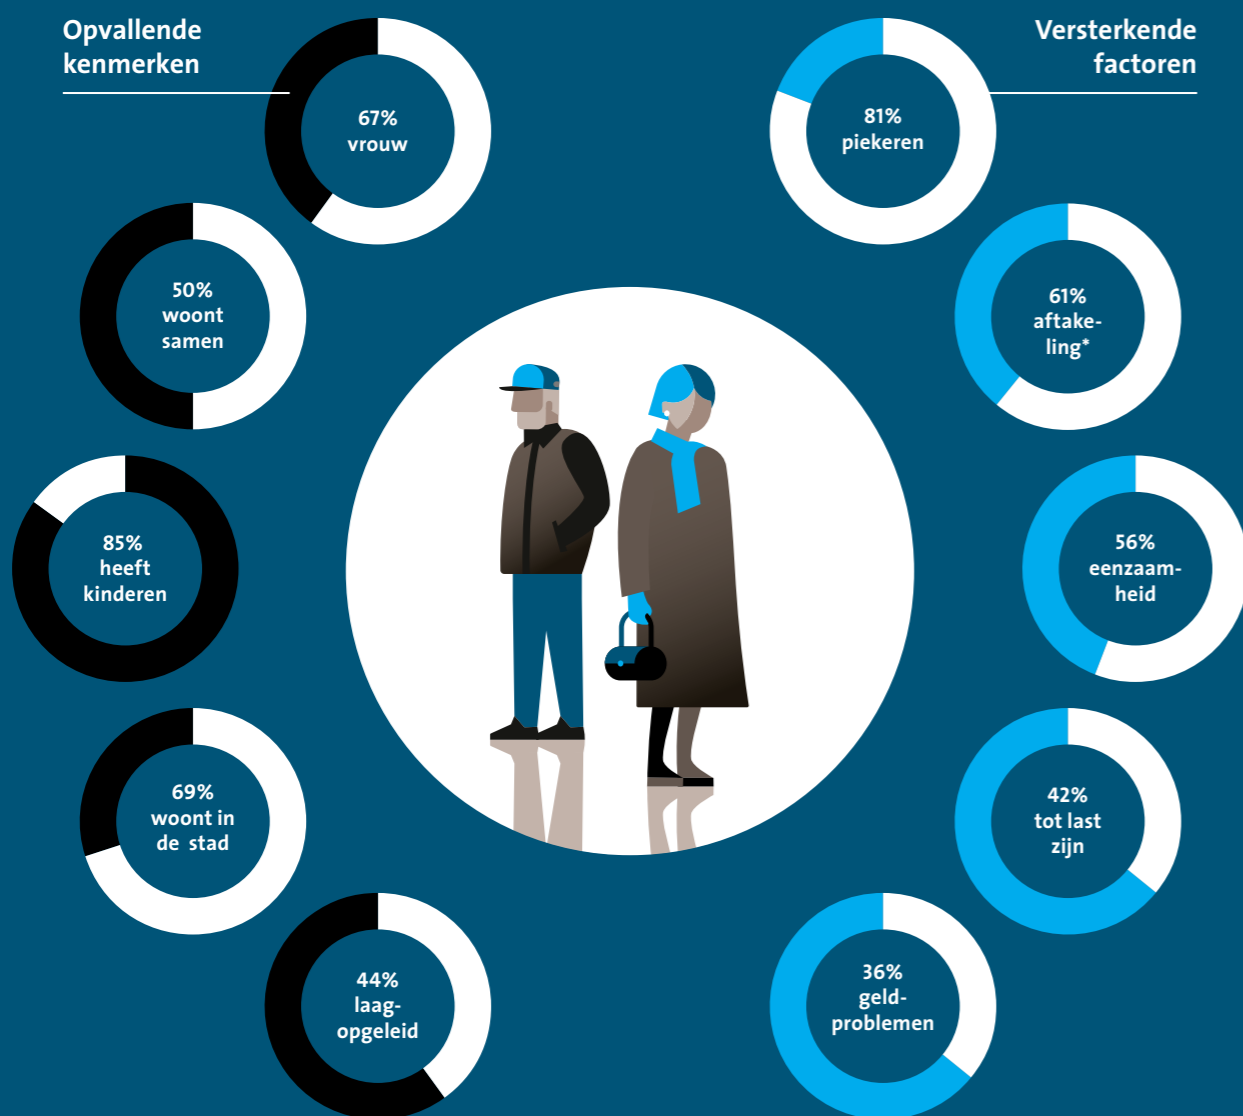 Opvallende
kenmerken
67%
vrouw
50%
woont
samen
85%
heeft
kinderen
69%
woont in
de stad
44%
laag-
opgeleid
Versterkende
factoren
81%
piekeren
61%
aftake-
ling*
56%
eenzaam-
heid
42%
tot last
zijn
36%
geld-
problemen